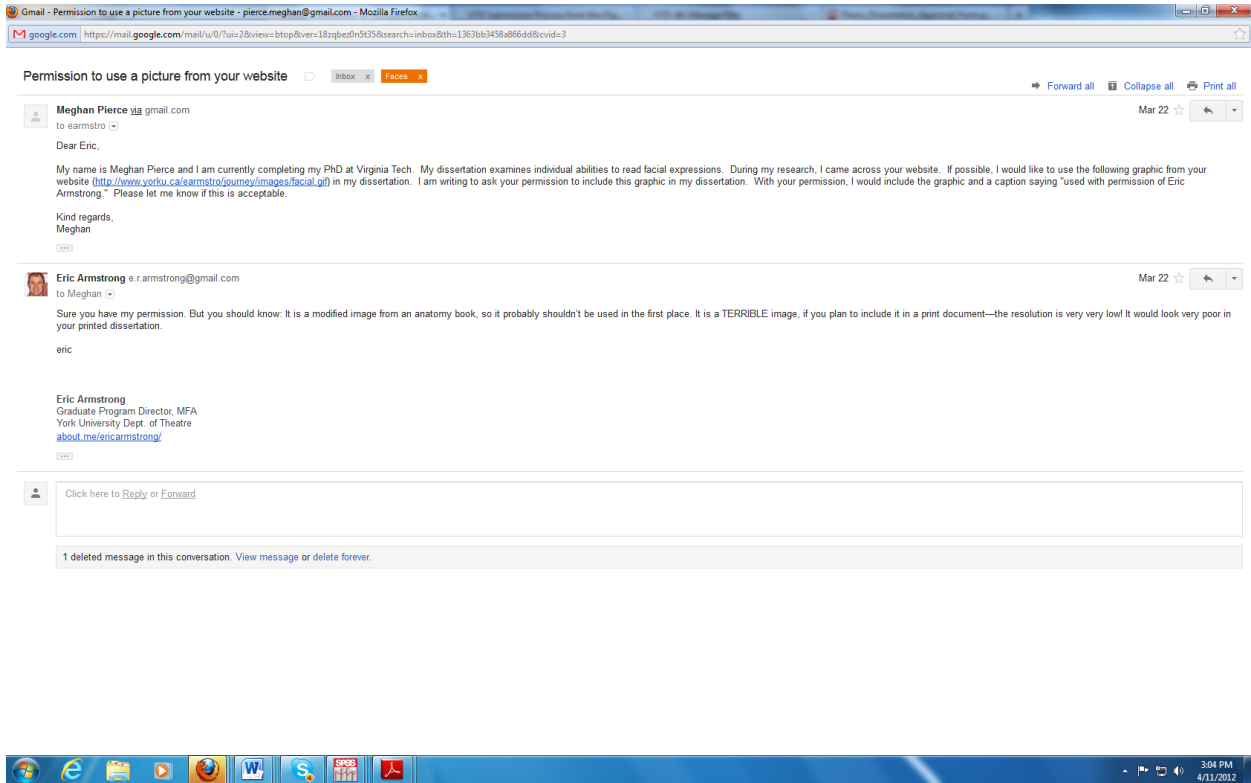 Gmail - Permission to use a picture from your website - pierce.meghan@gmail.com - Mozilla Firefox
google.com https://mail.google.com/mail/u/0/?ui=2&view=btop&ver=18zqbez0n5t35&search=inbox&th=1363bb3458a866dd&cvid=3
Permission to use a picture from your website Inbox x Faces x
Forward all Collapse all Print all
Meghan Pierce via gmail.com Mar 22
to earmstro
Dear Eric,
My name is Meghan Pierce and I am currently completing my PhD at Virginia Tech. My dissertation examines individual abilities to read facial expressions. During my research, I came across your website. If possible, I would like to use the following graphic from your
website (http://www.yorku.ca/earmstro/journey/images/facial.gif) in my dissertation. I am writing to ask your permission to include this graphic in my dissertation. With your permission, I would include the graphic and a caption saying "used with permission of Eric
Armstrong." Please let me know if this is acceptable.
Kind regards,
Meghan
Eric Armstrong e.r.armstrong@gmail.com Mar 22
to Meghan
Sure you have my permission. But you should know: It is a modified image from an anatomy book, so it probably shouldn't be used in the first place. It is a TERRIBLE image, if you plan to include it in a print document—the resolution is very very low! It would look very poor in
your printed dissertation.
eric
Eric Armstrong
Graduate Program Director, MFA
York University Dept. of Theatre
about.me/ericarmstrong/
Click here to Reply or Forward
1 deleted message in this conversation. View message or delete forever.
W S SPSS
3:04 PM
4/11/2012